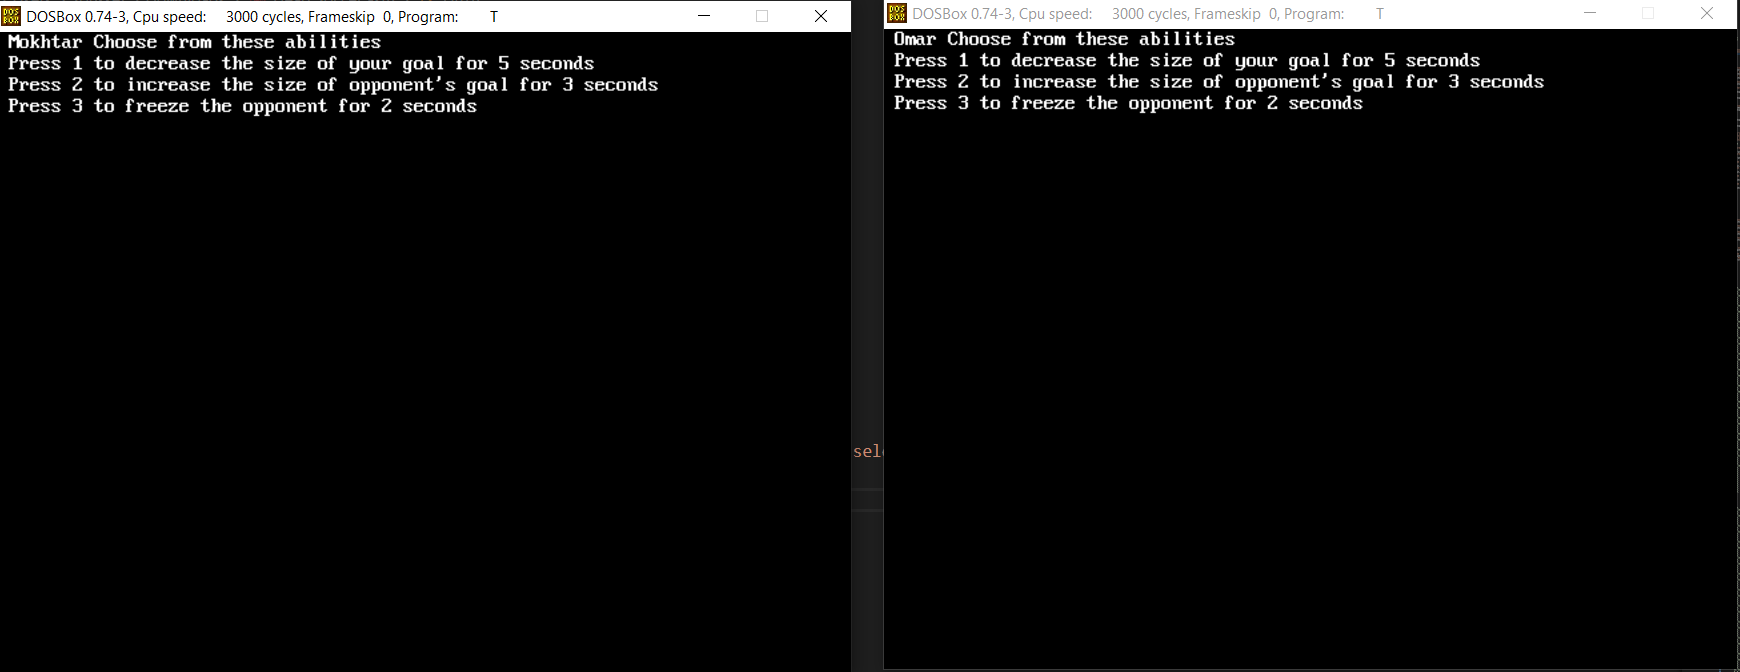 DOSBox 0.74-3, Cpu speed: 3000 cycles, Frameskip 0, Program: T
Mokhtar Choose from these abilities
Press 1 to decrease the size of your goal for 5 seconds
Press 2 to increase the size of opponent's goal for 3 seconds
Press 3 to freeze the opponent for 2 seconds
sele
DOSBox 0.74-3, Cpu speed: 3000 cycles, Frameskip 0, Program: T
Omar Choose from these abilities
Press 1 to decrease the size of your goal for 5 seconds
Press 2 to increase the size of opponent's goal for 3 seconds
Press 3 to freeze the opponent for 2 seconds